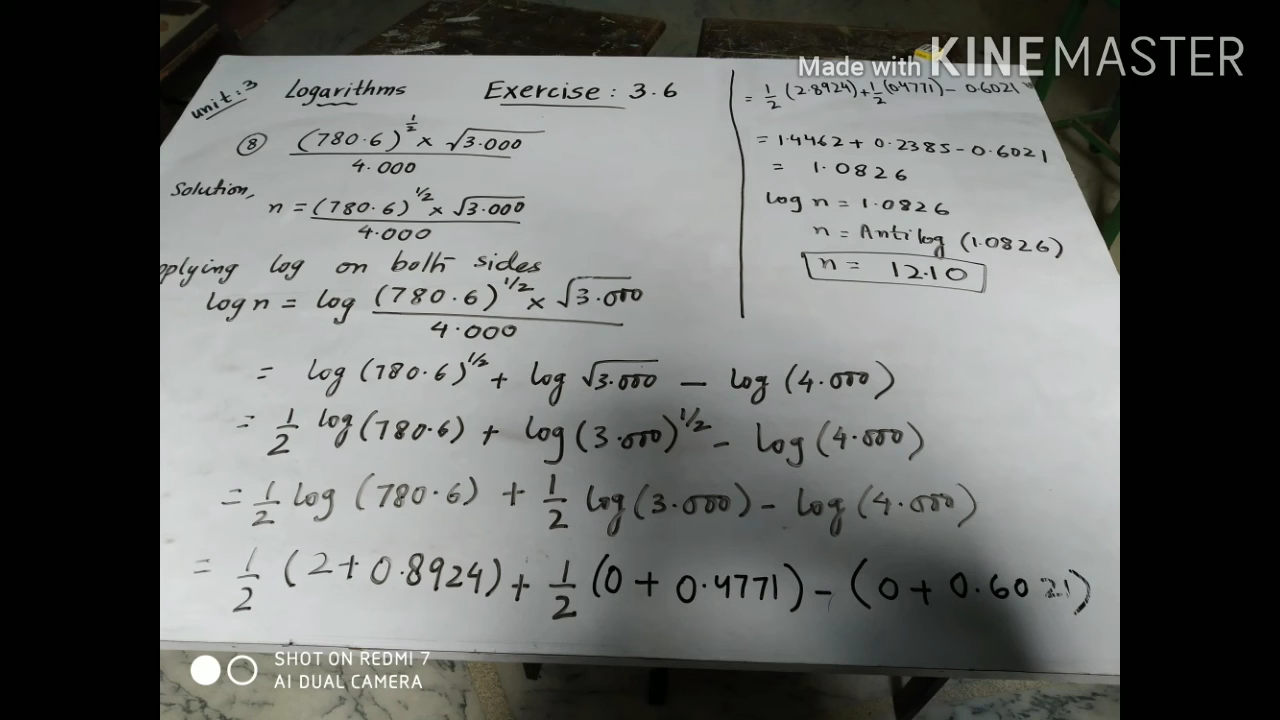 Made with KINEMASTER
unit:3 Logarithms Exercise: 3.6
⑧ (780.6)^1/2 × √3.000
4.000
Solution,
n = (780.6)^1/2 × √3.000
4.000
pplying log on both sides
log n = log (780.6)^1/2 × √3.000
4.000
= log (780.6)^1/2 + log √3.000 - log (4.000)
= 1/2 log (780.6) + log (3.000)^1/2 - log (4.000)
= 1/2 log (780.6) + 1/2 log (3.000) - log (4.000)
= 1/2 (2+0.8924) + 1/2 (0 + 0.4771) - (0 + 0.6021)
= 1/2 (2.8924) + 1/2 (0.4771) - 0.6021
= 1.4462 + 0.2385 - 0.6021
= 1.0826
log n = 1.0826
n = Antilog (1.0826)
n = 12.10
SHOT ON REDMI 7
AI DUAL CAMERA